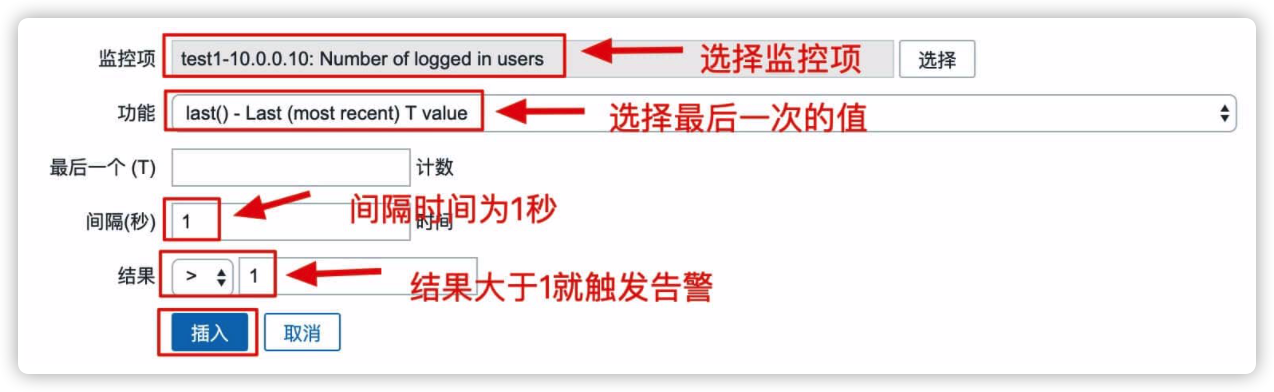 监控项 test1-10.0.0.10: Number of logged in users 选择监控项 选择
功能 last() - Last (most recent) T value 选择最后一次的值
最后一个 (T) 计数
间隔(秒) 1 间隔时间为1秒 时间
结果 > 1 结果大于1就触发告警
插入 取消